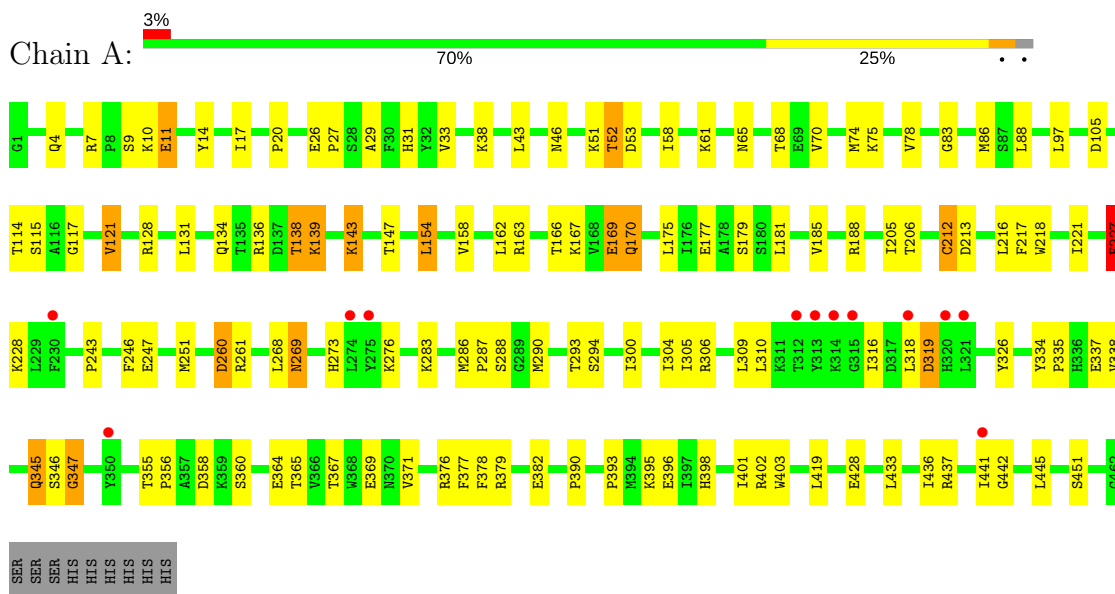 3%
Chain A:
70% 25% • •
G1 Q4 R7 P8 S9 K10 E11 Y14 I17 P20 E26 P27 S28 A29 F30 H31 Y32 V33 K38 L43 N46 K51 T52 D53 I58 K61 N65 T68 E69 V70 M74 K75 V78 G83 M86 S87 L88 L97 D105
T114 S115 A116 G117 V121 R128 L131 Q134 T135 R136 D137 T138 K139 K143 T147 L154 V158 L162 R163 T166 K167 V168 E169 Q170 L175 I176 E177 A178 S179 S180 L181 V185 R188 I205 T206 C212 D213 L216 F217 W218 I221 E227
K228 L229 F230 P243 F246 E247 M251 D260 R261 L268 N269 H273 L274 Y275 K276 K283 M286 P287 S288 G289 M290 T293 S294 I300 I304 I305 R306 L309 L310 K311 T312 Y313 K314 G315 I316 D317 L318 D319 H320 L321 Y326 Y334 P335 H336 E337 V338
Q345 S346 G347 Y350 T355 P356 A357 D358 K359 S360 E364 T365 V366 T367 W368 E369 N370 V371 R376 F377 F378 R379 E382 P390 P393 M394 K395 E396 I397 H398 I401 R402 W403 L419 E428 L433 I436 R437 I441 G442 L445 S451 G462
SER SER SER HIS HIS HIS HIS HIS HIS